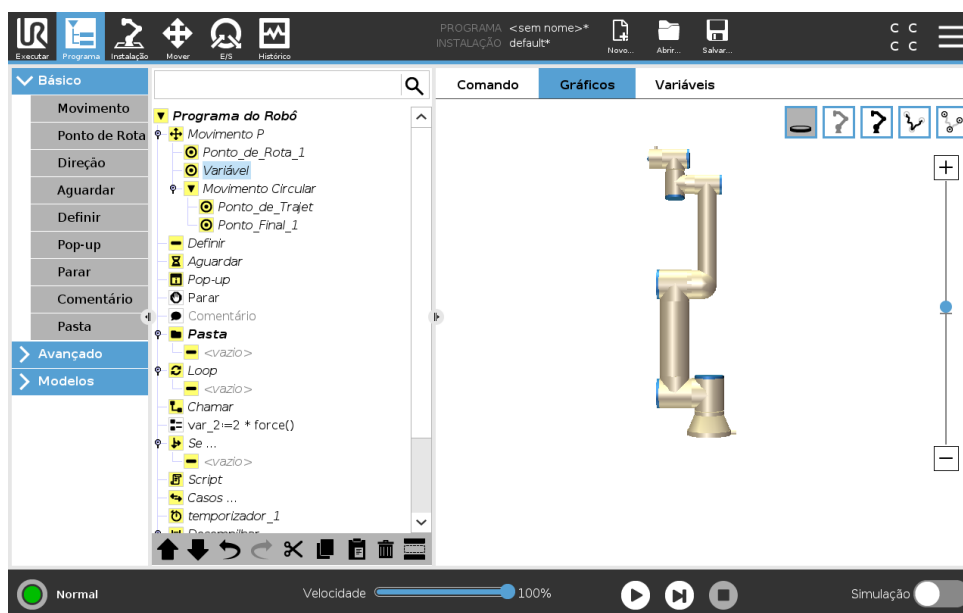 PROGRAMA <sem nome>*
INSTALAÇÃO default*
UR
Executar
Programa
Instalação
Mover
E/S
Histórico
Novo...
Abrir...
Salvar...
C C
C C
Básico
Movimento
Ponto de Rota
Direção
Aguardar
Definir
Pop-up
Parar
Comentário
Pasta
Avançado
Modelos
Programa do Robô
Movimento P
Ponto_de_Rota_1
Variável
Movimento Circular
Ponto_de_Trajet
Ponto_Final_1
Definir
Aguardar
Pop-up
Parar
Comentário
Pasta
<vazio>
Loop
<vazio>
Chamar
var_2:=2 * force()
Se ...
<vazio>
Script
Casos ...
temporizador_1
Comando
Gráficos
Variáveis
Normal
Velocidade
100%
Simulação